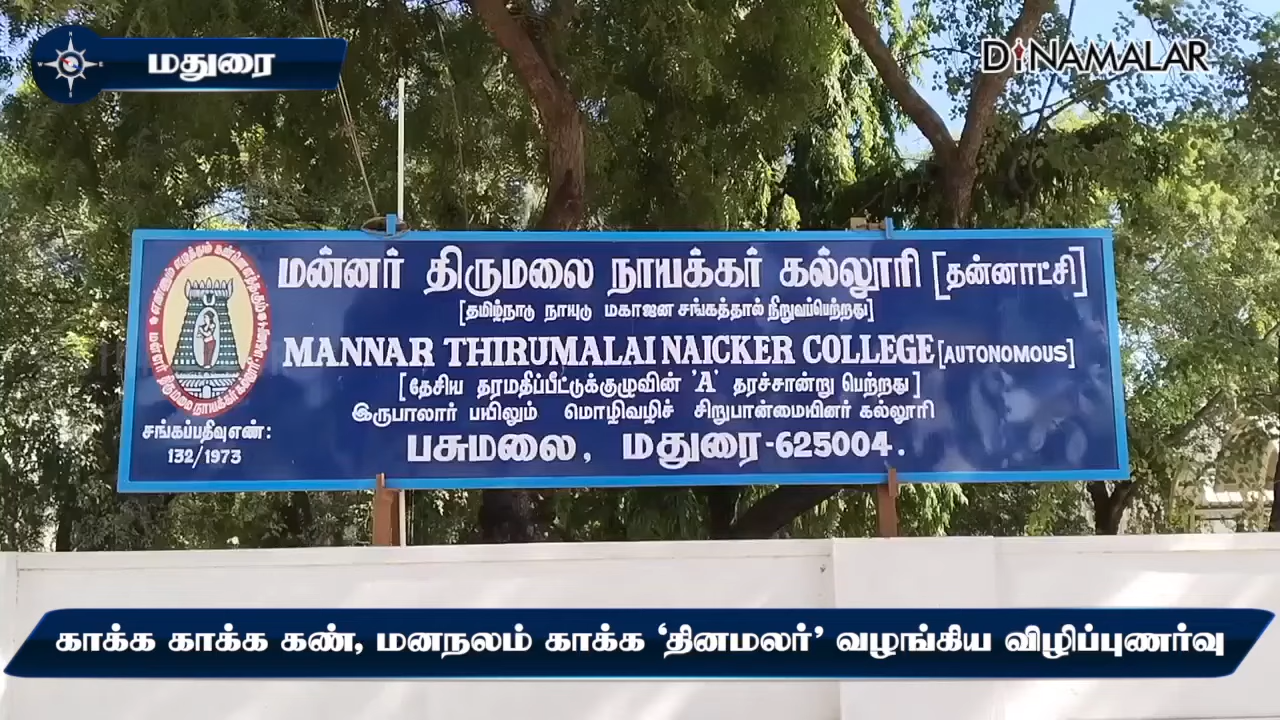 மதுரை
DINAMALAR
மன்னர் திருமலை நாயக்கர் கல்லூரி [தன்னாட்சி]
[தமிழ்நாடு நாயுடு மகாஜன சங்கத்தால் நிறுவப்பெற்றது]
MANNAR THIRUMALAI NAICKER COLLEGE [AUTONOMOUS]
[தேசிய தரமதிப்பீட்டுக்குழுவின் 'A' தரச்சான்று பெற்றது]
இருபாலார் பயிலும் மொழிவழிச் சிறுபான்மையினர் கல்லூரி
பசுமலை, மதுரை-625004.
சங்கப்பதிவு எண்:
132/1973
காக்க காக்க கண், மனநலம் காக்க ‘தினமலர்’ வழங்கிய விழிப்புணர்வு